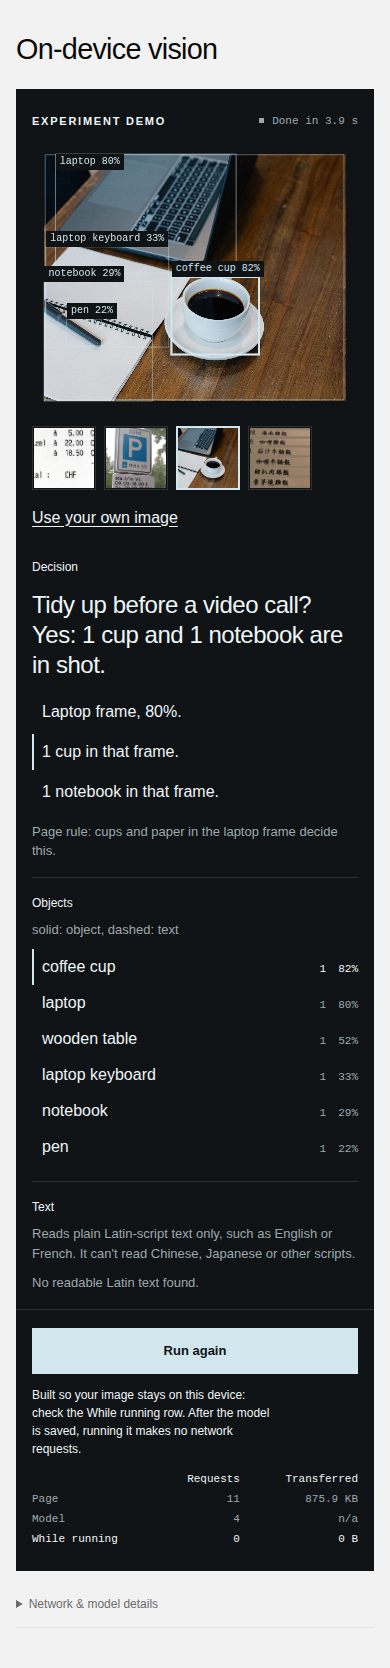 On-device vision
EXPERIMENT DEMO
Done in 3.9 s
laptop 80%
laptop keyboard 33%
notebook 29%
coffee cup 82%
pen 22%
5.00
22.00
18.50
CHF
P
Use your own image
Decision
Tidy up before a video call?
Yes: 1 cup and 1 notebook are
in shot.
Laptop frame, 80%.
1 cup in that frame.
1 notebook in that frame.
Page rule: cups and paper in the laptop frame decide
this.
Objects
solid: object, dashed: text
coffee cup 1 82%
laptop 1 80%
wooden table 1 52%
laptop keyboard 1 33%
notebook 1 29%
pen 1 22%
Text
Reads plain Latin-script text only, such as English or
French. It can't read Chinese, Japanese or other scripts.
No readable Latin text found.
Run again
Built so your image stays on this device:
check the While running row. After the model
is saved, running it makes no network
requests.
Requests Transferred
Page 11 875.9 KB
Model 4 n/a
While running 0 0 B
Network & model details